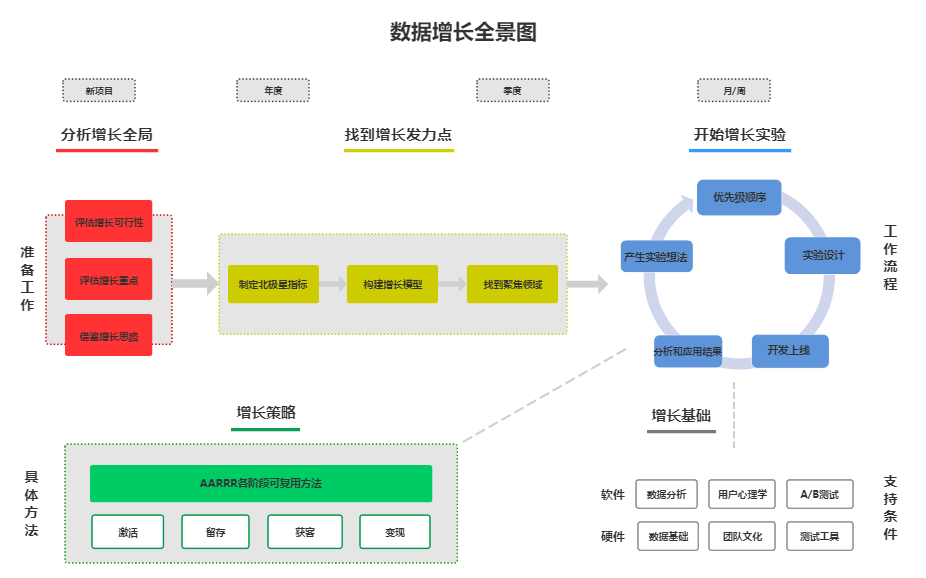 数据增长全景图
新项目
年度
季度
月/周
分析增长全局
找到增长发力点
开始增长实验
准备工作
评估增长可行性
评估增长重点
借鉴增长思路
制定北极星指标
构建增长模型
找到聚焦领域
优先级顺序
实验设计
开发上线
分析和应用结果
产生实验想法
工作流程
增长策略
具体方法
AARRR各阶段可复用方法
激活
留存
获客
变现
增长基础
软件
数据分析
用户心理学
A/B测试
硬件
数据基础
团队文化
测试工具
支持条件